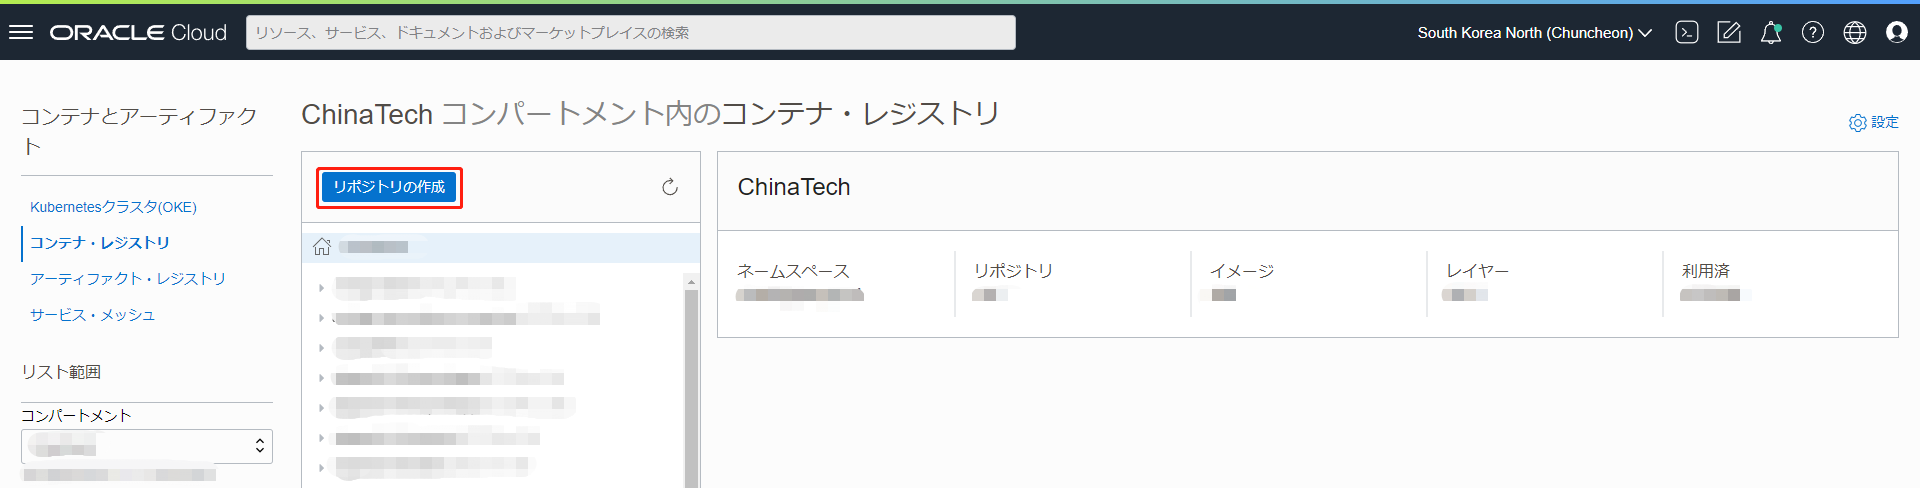 ORACLE Cloud
リソース、サービス、ドキュメントおよびマーケットプレイスの検索
South Korea North (Chuncheon)
コンテナとアーティファクト
Kubernetesクラスタ(OKE)
コンテナ・レジストリ
アーティファクト・レジストリ
サービス・メッシュ
リスト範囲
コンパートメント
ChinaTech コンパートメント内のコンテナ・レジストリ
設定
リポジトリの作成
ChinaTech
ネームスペース
リポジトリ
イメージ
レイヤー
利用済